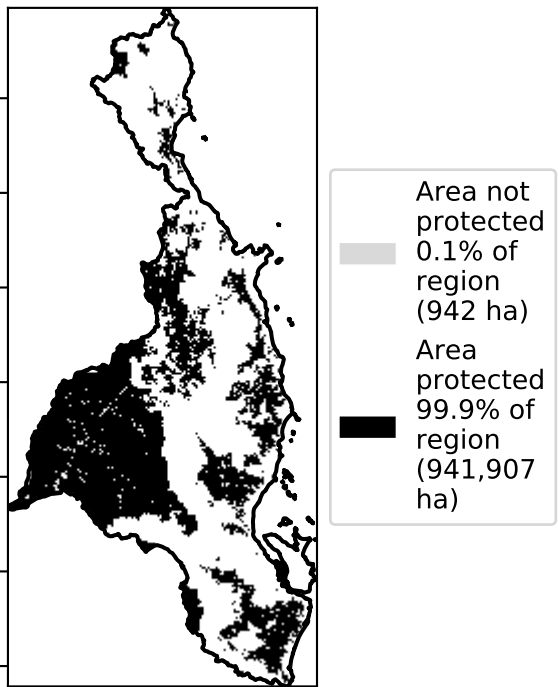 Area not
protected
0.1% of
region
(942 ha)
Area
protected
99.9% of
region
(941,907
ha)